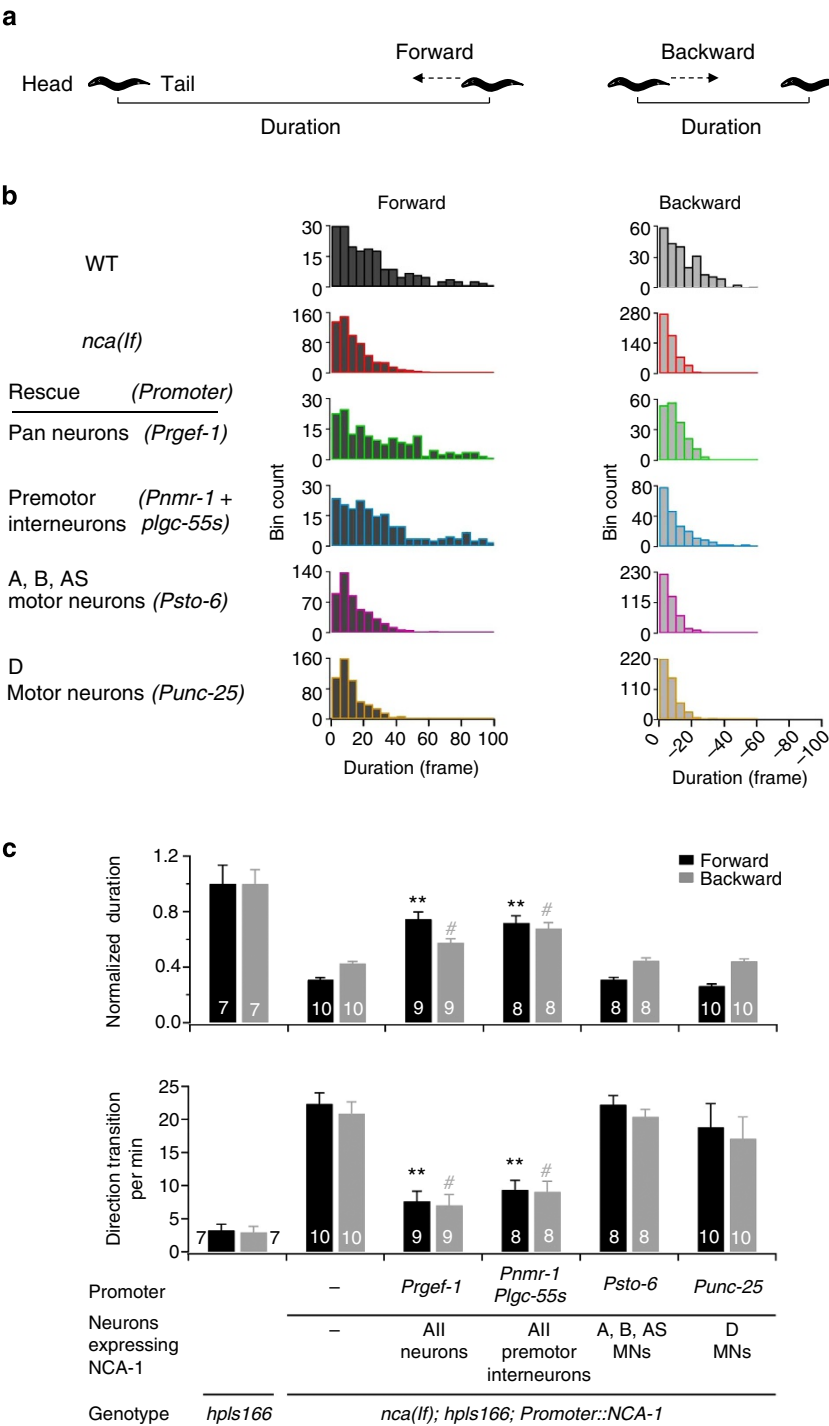 a
Forward
Backward
Head
Tail
Duration
Duration
b
Forward
Backward
WT
30
15
0
60
30
0
nca(lf)
160
80
0
280
140
0
Rescue (Promoter)
Pan neurons (Prgef-1)
30
15
0
60
30
0
Premotor (Pnmr-1 +
interneurons plgc-55s)
30
15
0
80
40
0
Bin count
Bin count
A, B, AS
motor neurons (Psto-6)
140
70
0
230
115
0
D
Motor neurons (Punc-25)
160
80
0
220
110
0
0 20 40 60 80 100
0 –20 –40 –60 –80 –100
Duration (frame)
Duration (frame)
c
Normalized duration
1.2
0.8
0.4
0.0
Forward
Backward
** # ** #
7 7 10 10 9 9 8 8 8 8 10 10
Direction transition
per min
25
20
15
10
5
0
** # ** #
7 7 10 10 9 9 8 8 8 8 10 10
Promoter – Prgef-1 Pnmr-1 Plgc-55s Psto-6 Punc-25
Neurons expressing NCA-1 – All neurons All premotor interneurons A, B, AS MNs D MNs
Genotype hpIs166 nca(lf); hpIs166; Promoter::NCA-1